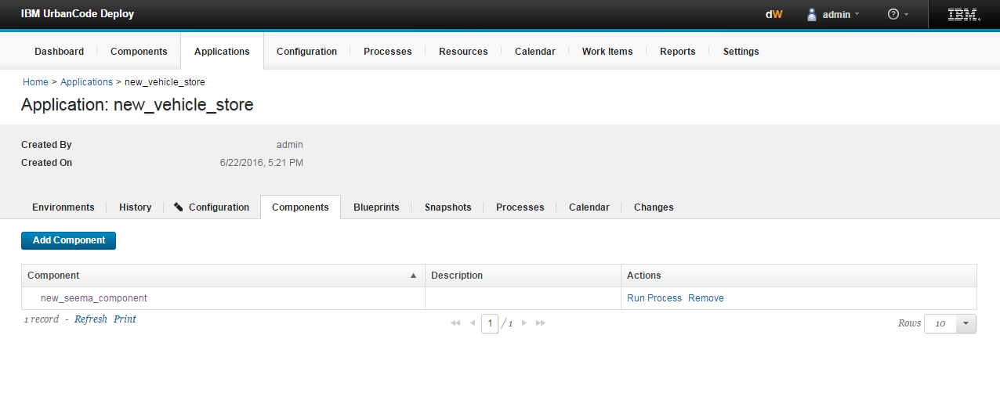 IBM UrbanCode Deploy dW admin ? IBM.
Dashboard Components Applications Configuration Processes Resources Calendar Work Items Reports Settings
Home > Applications > new_vehicle_store
Application: new_vehicle_store
Created By admin
Created On 6/22/2016, 5:21 PM
Environments History Configuration Components Blueprints Snapshots Processes Calendar Changes
Add Component
Component Description Actions
new_seema_component Run Process Remove
1 record - Refresh Print 1 / 1 Rows 10